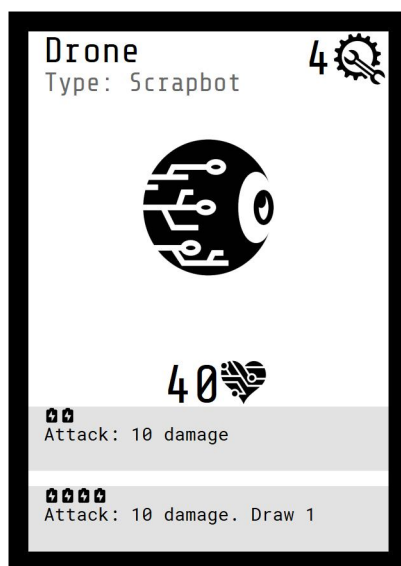 Drone
4
Type: Scrapbot
40
Attack: 10 damage
Attack: 10 damage. Draw 1